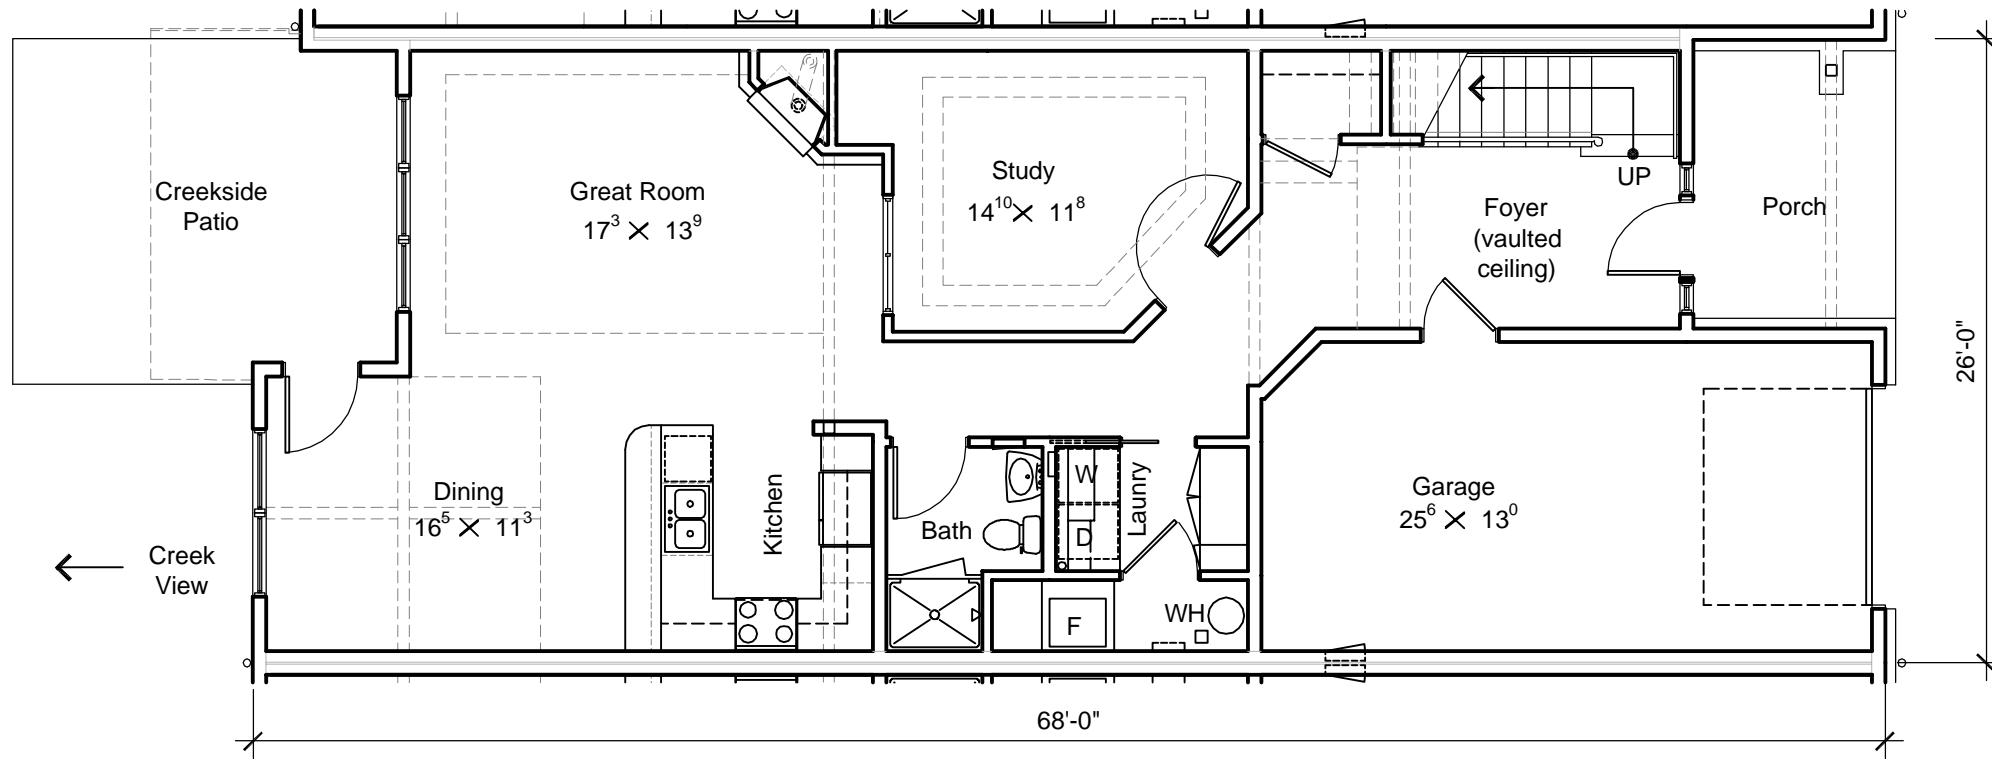 Creekside
Patio
Great Room
17³ X 13⁹
Study
14¹⁰ X 11⁸
UP
Foyer
(vaulted
ceiling)
Porch
26'-0"
Dining
16⁵ X 11³
Kitchen
Bath
W
D
Launry
Garage
25⁶ X 13⁰
Creek
View
F
WH
68'-0"